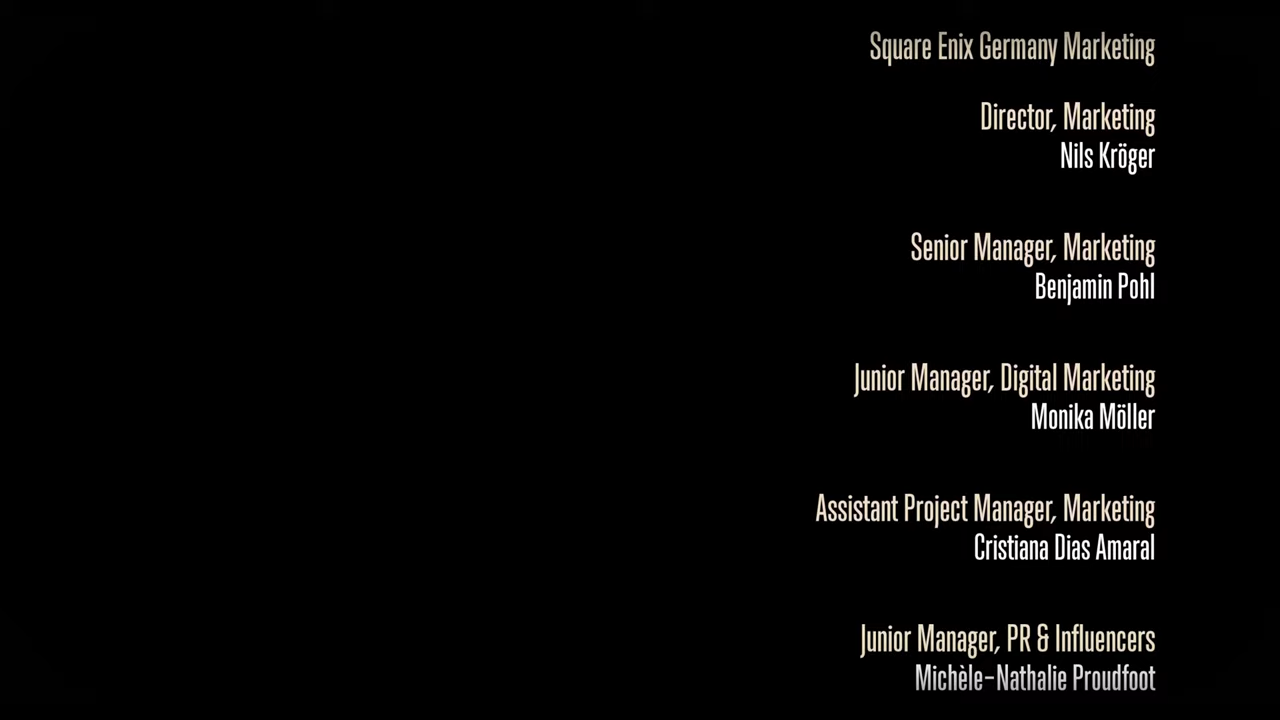 Square Enix Germany Marketing
Director, Marketing
Nils Kröger
Senior Manager, Marketing
Benjamin Pohl
Junior Manager, Digital Marketing
Monika Möller
Assistant Project Manager, Marketing
Cristiana Dias Amaral
Junior Manager, PR & Influencers
Michèle-Nathalie Proudfoot